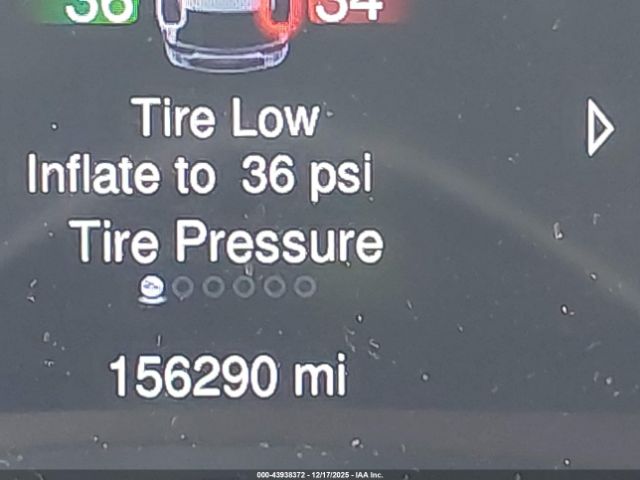 36 34
Tire Low
Inflate to 36 psi
Tire Pressure
156290 mi
000-43938372 - 12/17/2025 - IAA Inc.